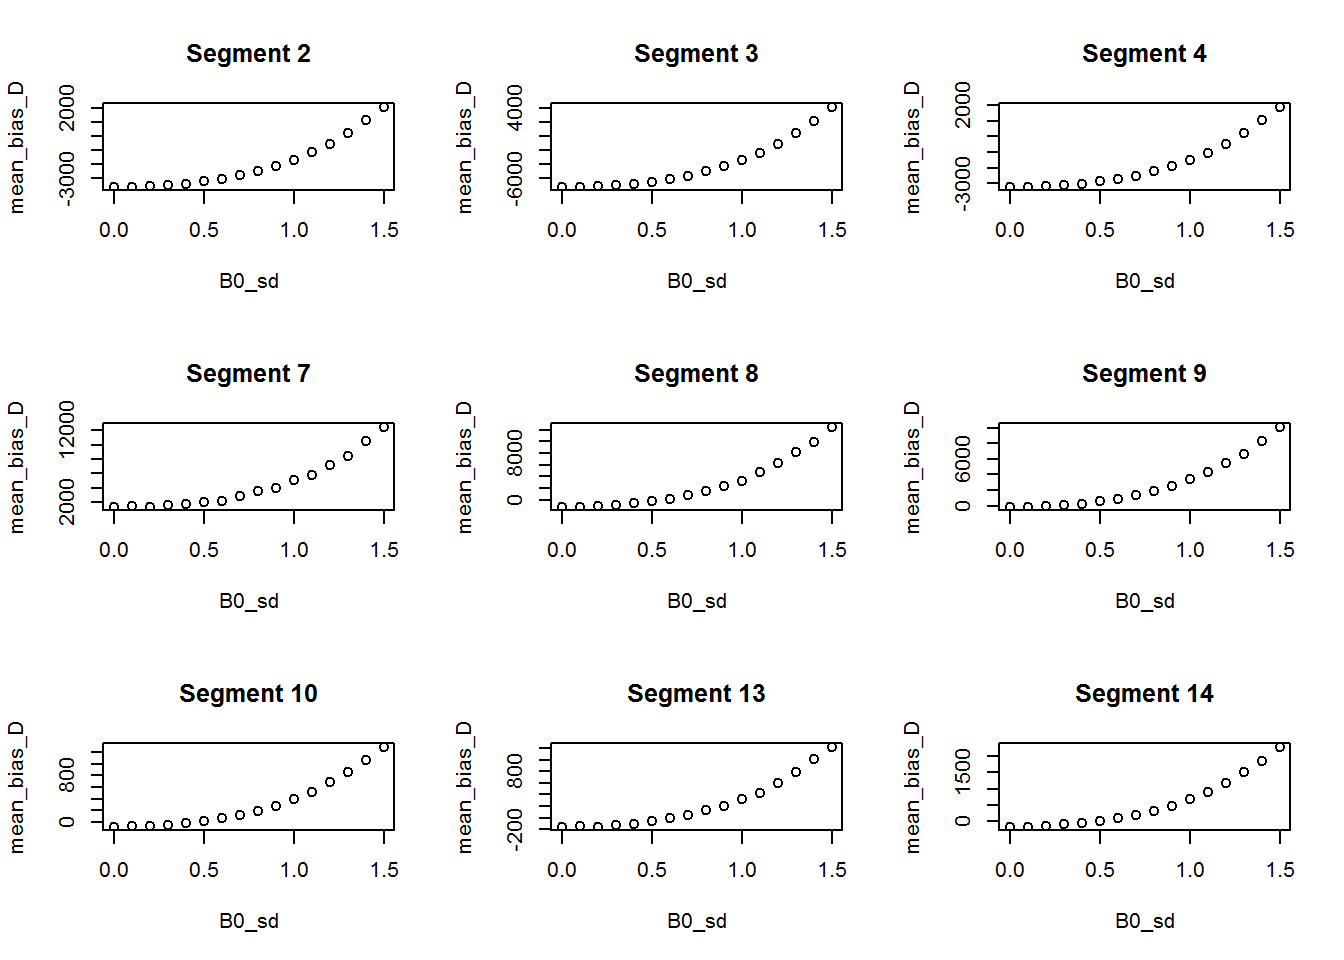 Segment 2
mean_bias_D
2000
-3000
0.0 0.5 1.0 1.5
B0_sd
Segment 3
mean_bias_D
4000
-6000
0.0 0.5 1.0 1.5
B0_sd
Segment 4
mean_bias_D
2000
-3000
0.0 0.5 1.0 1.5
B0_sd
Segment 7
mean_bias_D
12000
2000
0.0 0.5 1.0 1.5
B0_sd
Segment 8
mean_bias_D
8000
0
0.0 0.5 1.0 1.5
B0_sd
Segment 9
mean_bias_D
6000
0
0.0 0.5 1.0 1.5
B0_sd
Segment 10
mean_bias_D
800
0
0.0 0.5 1.0 1.5
B0_sd
Segment 13
mean_bias_D
800
-200
0.0 0.5 1.0 1.5
B0_sd
Segment 14
mean_bias_D
1500
0
0.0 0.5 1.0 1.5
B0_sd